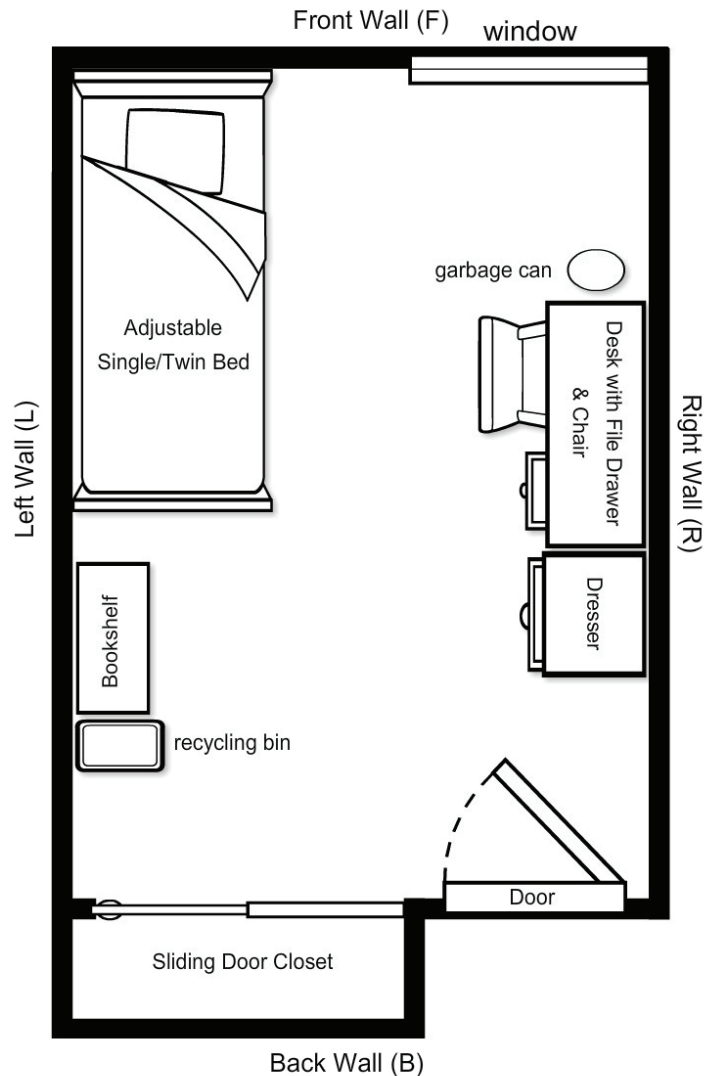 Front Wall (F)
window
garbage can
Adjustable
Single/Twin Bed
Desk with File Drawer
& Chair
Left Wall (L)
Right Wall (R)
Bookshelf
Dresser
recycling bin
Door
Sliding Door Closet
Back Wall (B)